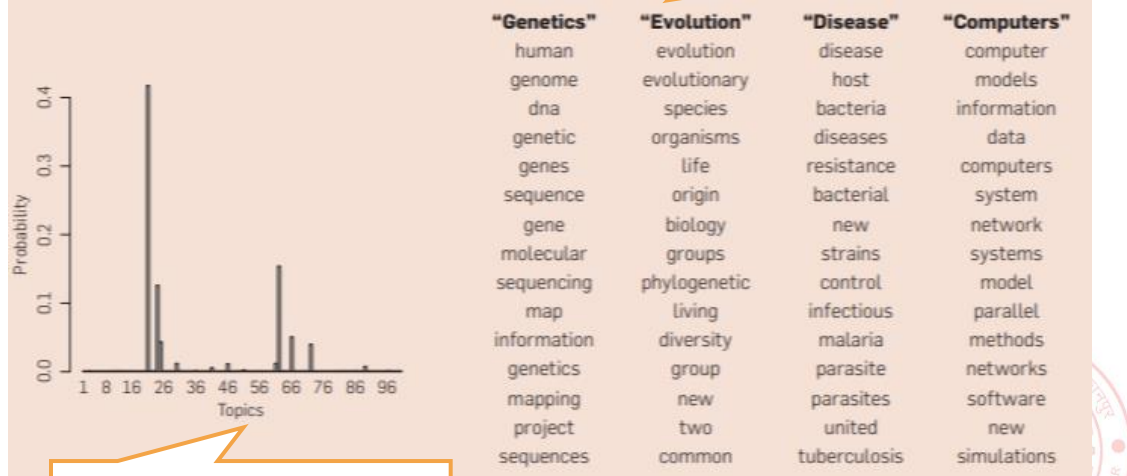 "Genetics" "Evolution" "Disease" "Computers"
human evolution disease computer
genome evolutionary host models
dna species bacteria information
genetic organisms diseases data
genes life resistance computers
sequence origin bacterial system
gene biology new network
molecular groups strains systems
sequencing phylogenetic control model
map living infectious parallel
information diversity malaria methods
genetics group parasite networks
mapping new parasites software
project two united new
sequences common tuberculosis simulations
Probability
0.4
0.3
0.2
0.1
0.0
1 8 16 26 36 46 56 66 76 86 96
Topics